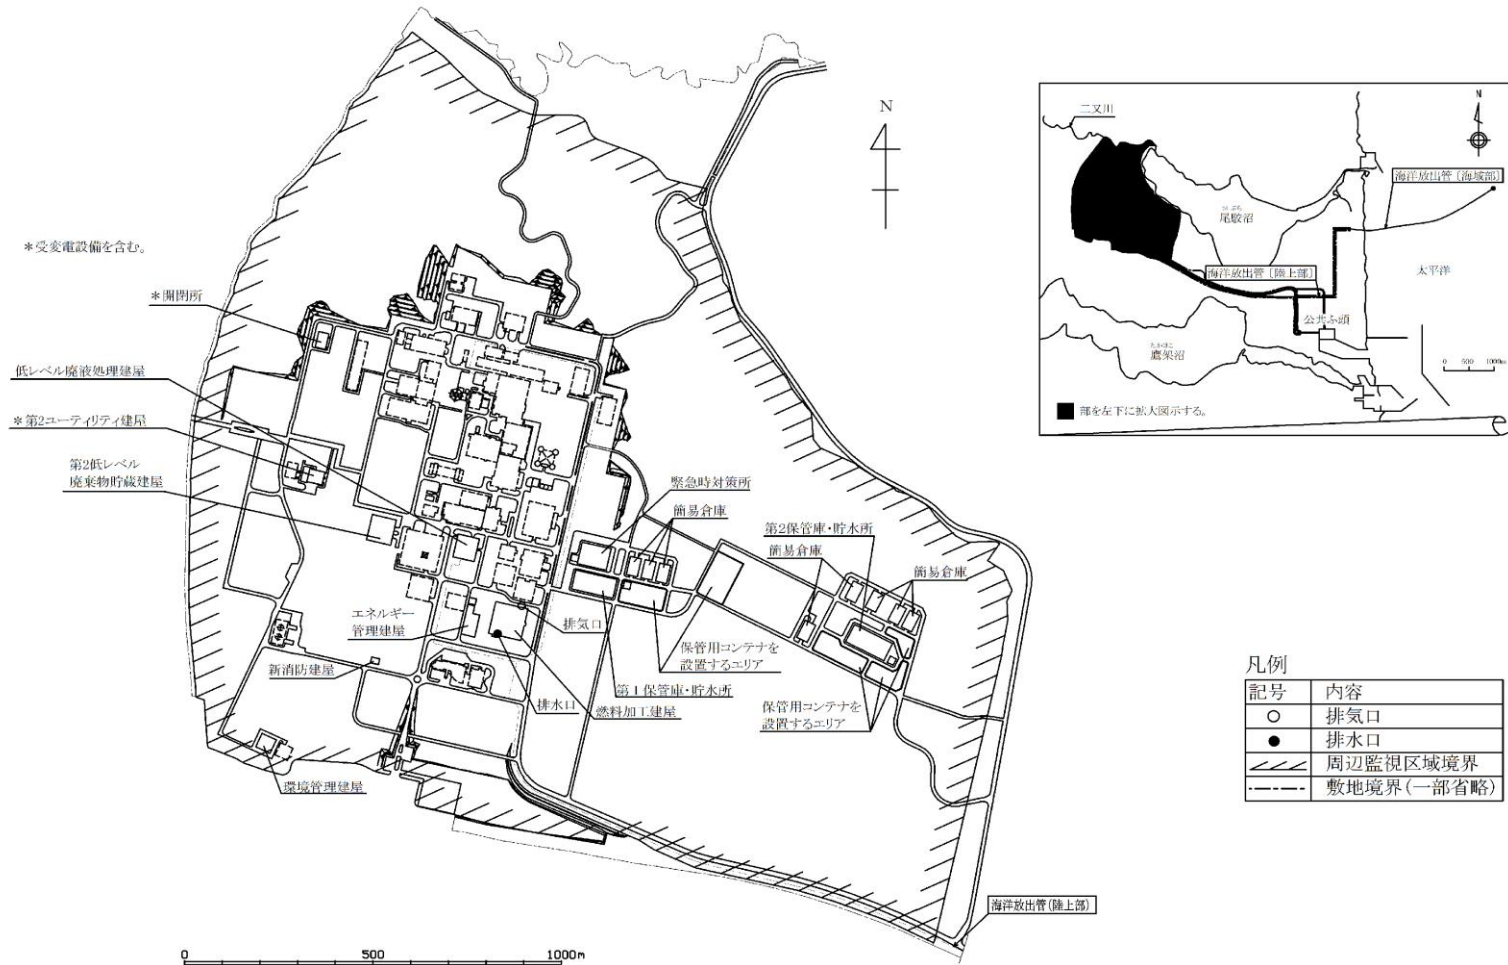 N
*受変電設備を含む。
*開閉所
低レベル廃液処理建屋
*第2ユーティリティ建屋
第2低レベル
廃棄物貯蔵建屋
緊急時対策所
簡易倉庫
第2保管庫・貯水所
簡易倉庫
簡易倉庫
エネルギー
管理建屋
排気口
保管用コンテナを
設置するエリア
新消防建屋
第1保管庫・貯水所
排水口
燃料加工建屋
保管用コンテナを
設置するエリア
環境管理建屋
海洋放出管(陸上部)
0 500 1000m
二又川
N
海洋放出管〔海域部〕
おぶち
尾駮沼
海洋放出管〔陸上部〕
太平洋
公共ふ頭
たかほこ
鷹架沼
0 500 1000m
部を左下に拡大図示する。
凡例
記号 内容
排気口
排水口
周辺監視区域境界
敷地境界(一部省略)